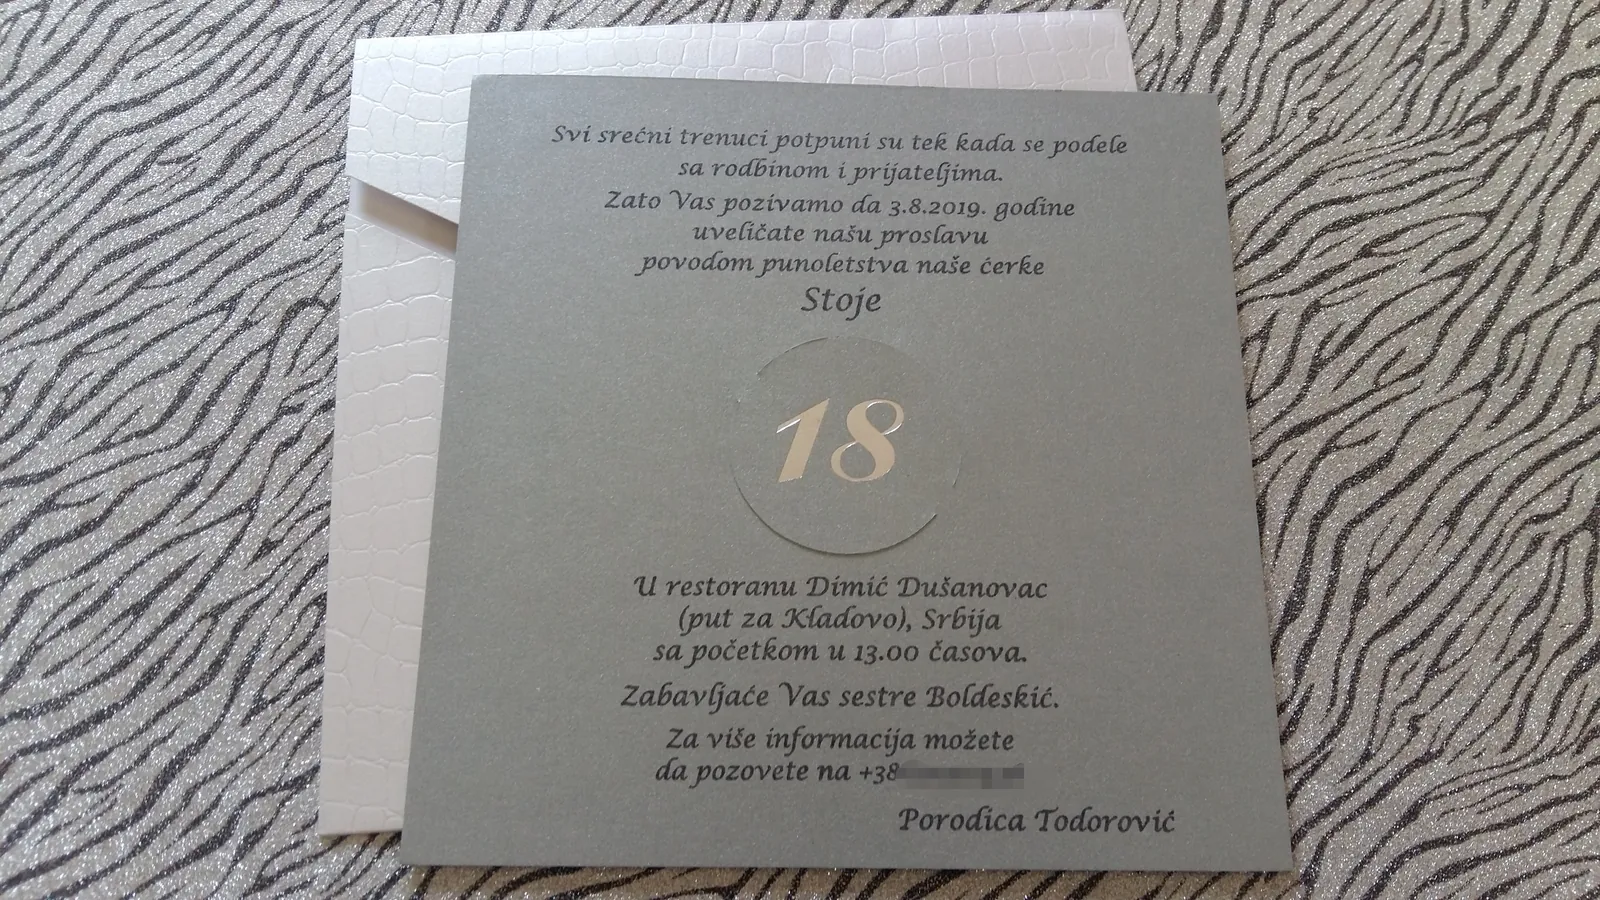 Svi srećni trenuci potpuni su tek kada se podele
sa rodbinom i prijateljima.
Zato Vas pozivamo da 3.8.2019. godine
uveličate našu proslavu
povodom punoletstva naše ćerke
Stoje
18
U restoranu Dimić Dušanovac
(put za Kladovo), Srbija
sa početkom u 13.00 časova.
Zabavljaće Vas sestre Boldeskić.
Za više informacija možete
da pozovete na +38
Porodica Todorović